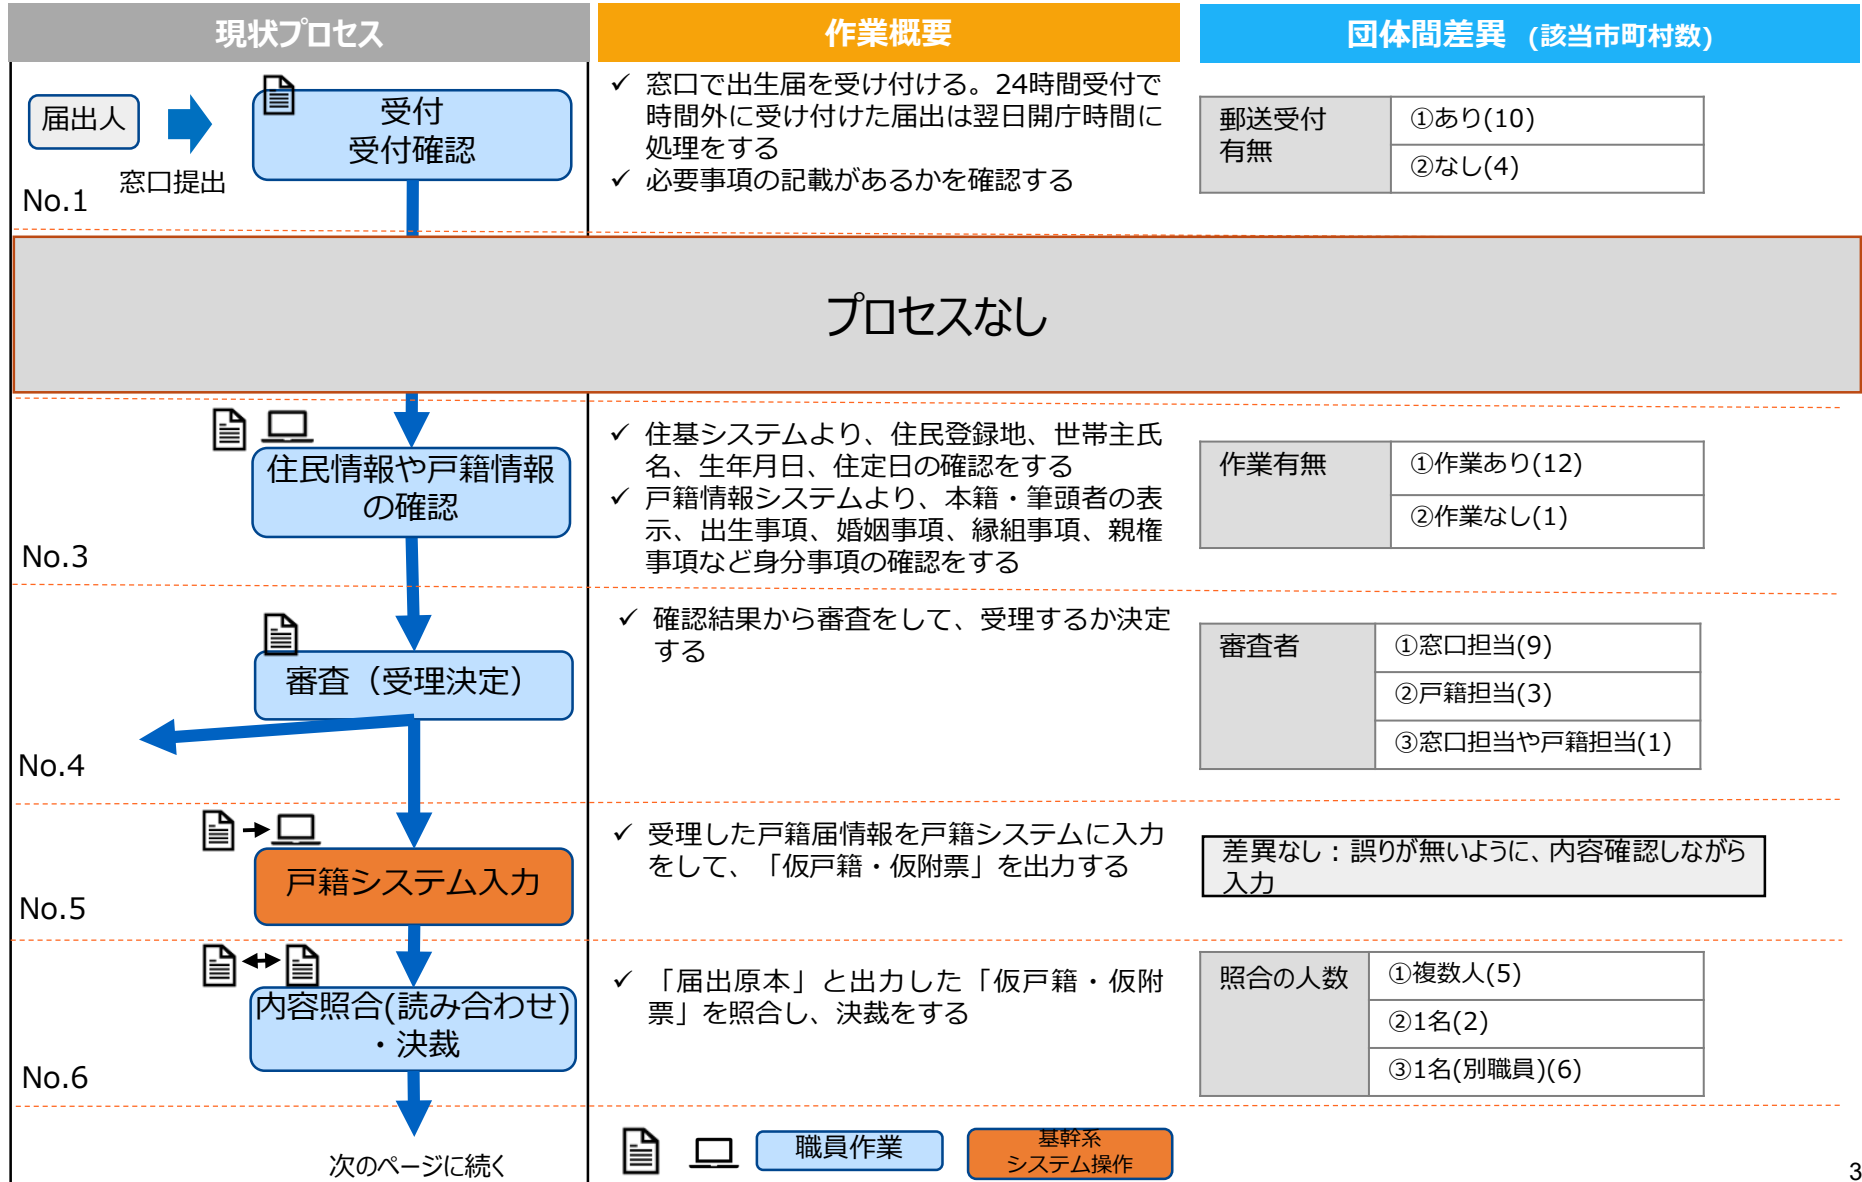 現状プロセス
作業概要
団体間差異 (該当市町村数)
届出人
窓口提出
受付
受付確認
No.1
✓ 窓口で出生届を受け付ける。24時間受付で
時間外に受け付けた届出は翌日開庁時間に
処理をする
✓ 必要事項の記載があるかを確認する
郵送受付
有無
①あり(10)
②なし(4)
プロセスなし
住民情報や戸籍情報
の確認
No.3
✓ 住基システムより、住民登録地、世帯主氏
名、生年月日、住定日の確認をする
✓ 戸籍情報システムより、本籍・筆頭者の表
示、出生事項、婚姻事項、縁組事項、親権
事項など身分事項の確認をする
作業有無
①作業あり(12)
②作業なし(1)
審査（受理決定）
No.4
✓ 確認結果から審査をして、受理するか決定
する
審査者
①窓口担当(9)
②戸籍担当(3)
③窓口担当や戸籍担当(1)
戸籍システム入力
No.5
✓ 受理した戸籍届情報を戸籍システムに入力
をして、「仮戸籍・仮附票」を出力する
差異なし：誤りが無いように、内容確認しながら
入力
内容照合(読み合わせ)
・決裁
No.6
✓ 「届出原本」と出力した「仮戸籍・仮附
票」を照合し、決裁をする
照合の人数
①複数人(5)
②1名(2)
③1名(別職員)(6)
次のページに続く
職員作業
基幹系
システム操作
3